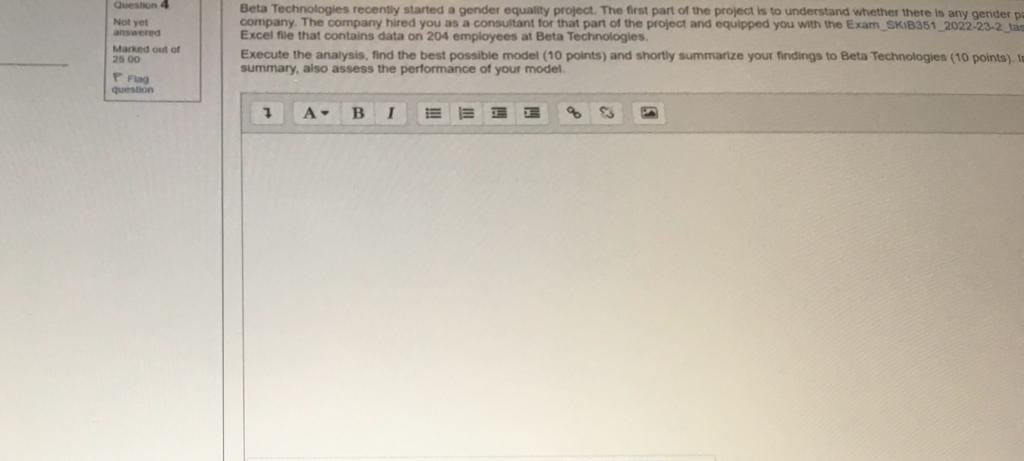 Question 4
Not yet
answered
Marked out of
25.00
Flag
question
Beta Technologies recently started a gender equality project. The first part of the project is to understand whether there is any gender
company. The company hired you as a consultant for that part of the project and equipped you with the Exam_SKIB351_2022-23-2_tas
Excel file that contains data on 204 employees at Beta Technologies.
Execute the analysis, find the best possible model (10 points) and shortly summarize your findings to Beta Technologies (10 points).
summary, also assess the performance of your model.
A B I